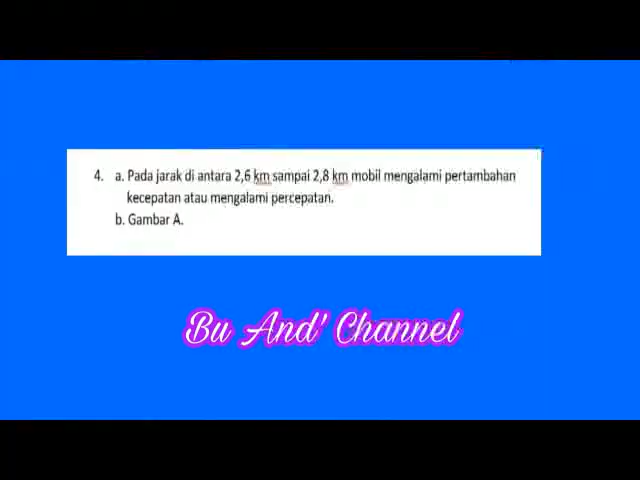 4. a. Pada jarak di antara 2,6 km sampai 2,8 km mobil mengalami pertambahan
kecepatan atau mengalami percepatan.
b. Gambar A.
Bu And' Channel